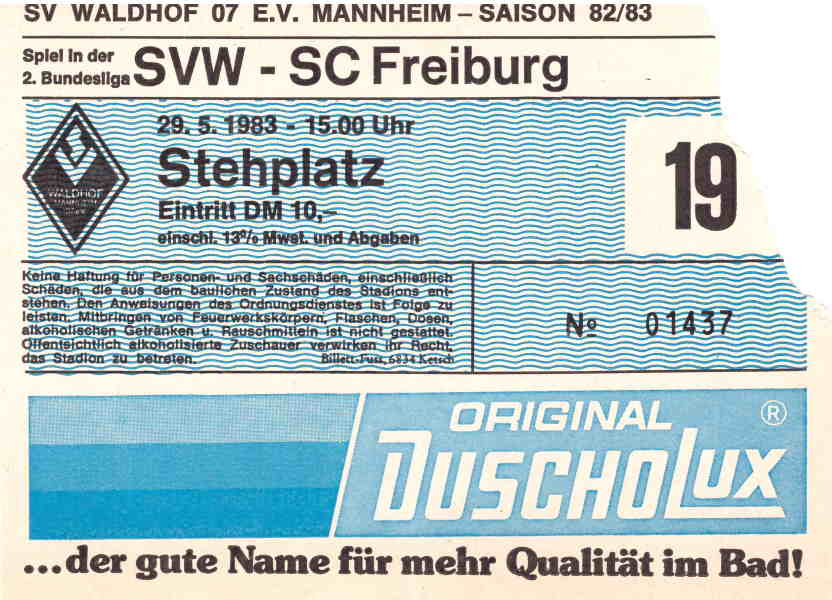 SV WALDHOF 07 E.V. MANNHEIM – SAISON 82/83
Spiel in der
2. Bundesliga
SVW - SC Freiburg
29. 5. 1983 - 15.00 Uhr
Stehplatz
Eintritt DM 10,–
einschl. 13% Mwst. und Abgaben
WALDHOF
MANNHEIM
19
Keine Haftung für Personen- und Sachschäden, einschließlich
Schäden, die aus dem baulichen Zustand des Stadions ent-
stehen. Den Anweisungen des Ordnungsdienstes ist Folge zu
leisten. Mitbringen von Feuerwerkskörpern, Flaschen, Dosen,
alkoholischen Getränken u. Rauschmitteln ist nicht gestattet.
Offensichtlich alkoholisierte Zuschauer verwirken ihr Recht,
das Stadion zu betreten.
Billett-Fuss, 6834 Ketsch
Nº 01437
ORIGINAL ®
DUSCHOLUX
...der gute Name für mehr Qualität im Bad!